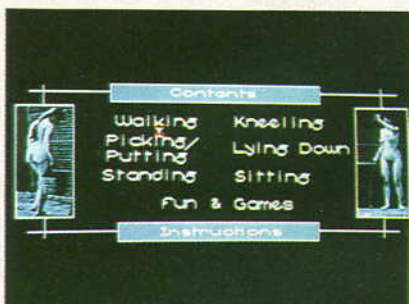 Contents
Walking Kneeling
Picking/
Putting Lying Down
Standing Sitting
Fun & Games
Instructions